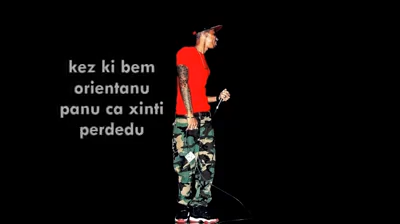 kez ki bem
orientanu
panu ca xinti
perdedu